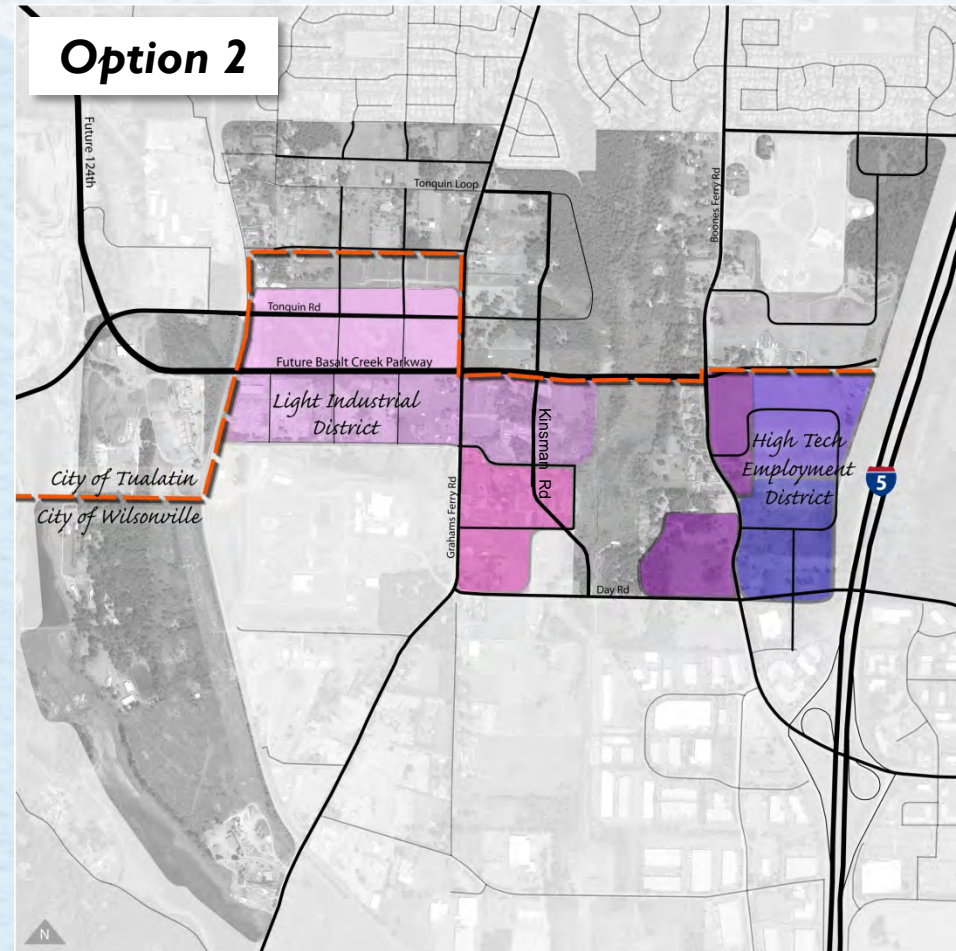 Option 2
Future 124th
Tonquin Loop
Boones Ferry Rd
Tonquin Rd
Future Basalt Creek Parkway
Light Industrial
District
Kinsman Rd
High Tech
Employment
District
5
City of Tualatin
City of Wilsonville
Grahams Ferry Rd
Day Rd
N